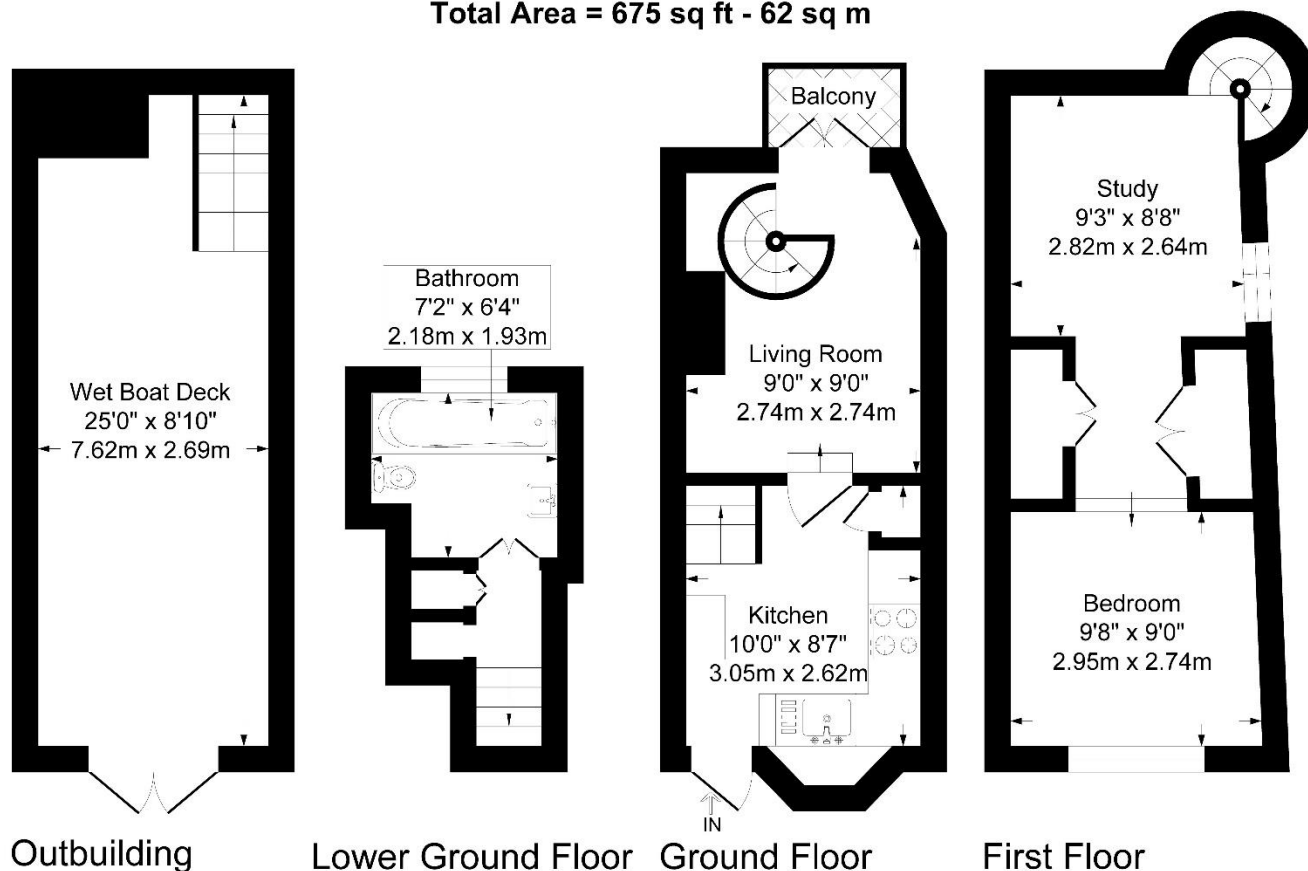 Total Area = 675 sq ft - 62 sq m
Balcony
Study
9'3" x 8'8"
2.82m x 2.64m
Bathroom
7'2" x 6'4"
2.18m x 1.93m
Living Room
9'0" x 9'0"
2.74m x 2.74m
Wet Boat Deck
25'0" x 8'10"
7.62m x 2.69m
Kitchen
10'0" x 8'7"
3.05m x 2.62m
Bedroom
9'8" x 9'0"
2.95m x 2.74m
IN
Outbuilding
Lower Ground Floor
Ground Floor
First Floor